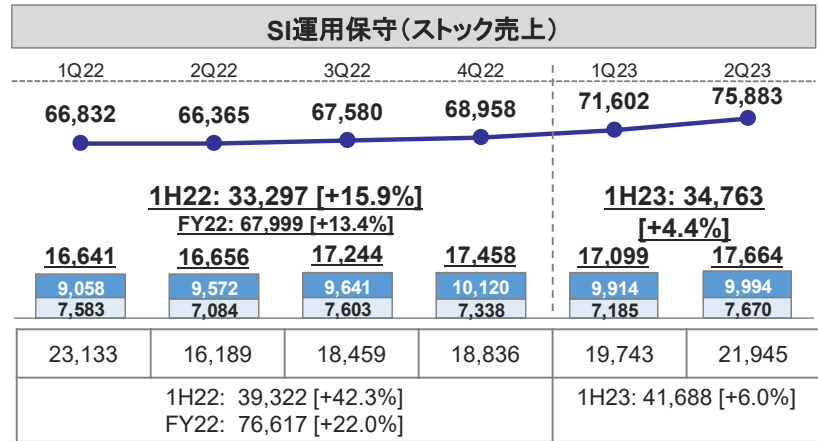 SI運用保守（ストック売上）
1Q22 2Q22 3Q22 4Q22 1Q23 2Q23
66,832 66,365 67,580 68,958 71,602 75,883
1H22: 33,297 [+15.9%]
FY22: 67,999 [+13.4%]
1H23: 34,763
[+4.4%]
16,641 16,656 17,244 17,458 17,099 17,664
9,058 9,572 9,641 10,120 9,914 9,994
7,583 7,084 7,603 7,338 7,185 7,670
23,133 16,189 18,459 18,836 19,743 21,945
1H22: 39,322 [+42.3%]
FY22: 76,617 [+22.0%]
1H23: 41,688 [+6.0%]